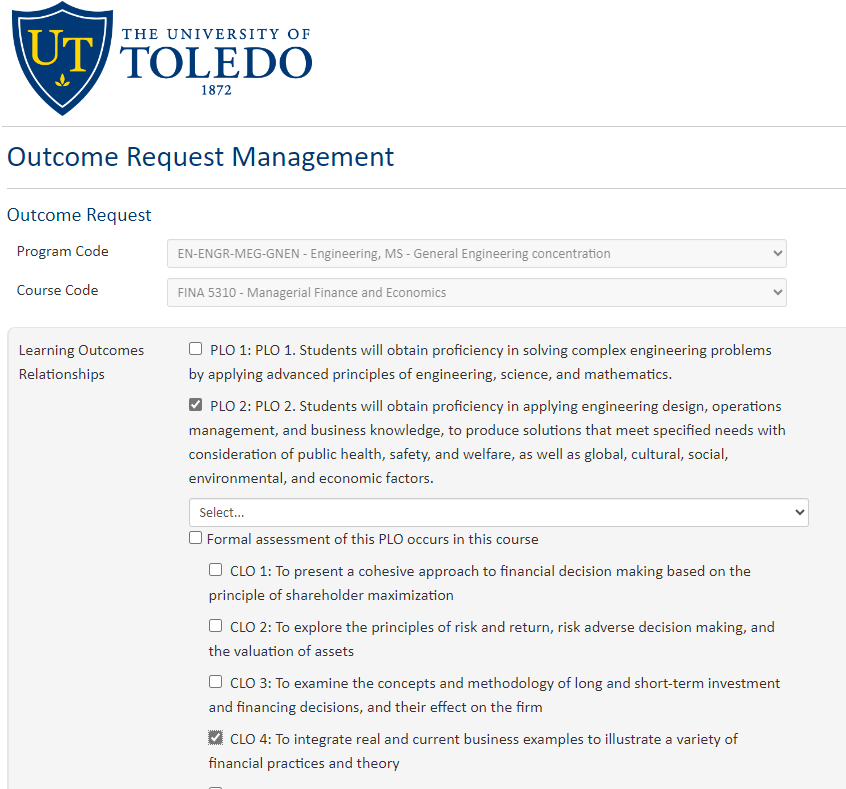 UT
THE UNIVERSITY OF
TOLEDO
1872
Outcome Request Management
Outcome Request
Program Code
EN-ENGR-MEG-GNEN - Engineering, MS - General Engineering concentration
Course Code
FINA 5310 - Managerial Finance and Economics
Learning Outcomes
Relationships
PLO 1: PLO 1. Students will obtain proficiency in solving complex engineering problems
by applying advanced principles of engineering, science, and mathematics.
PLO 2: PLO 2. Students will obtain proficiency in applying engineering design, operations
management, and business knowledge, to produce solutions that meet specified needs with
consideration of public health, safety, and welfare, as well as global, cultural, social,
environmental, and economic factors.
Select...
Formal assessment of this PLO occurs in this course
CLO 1: To present a cohesive approach to financial decision making based on the
principle of shareholder maximization
CLO 2: To explore the principles of risk and return, risk adverse decision making, and
the valuation of assets
CLO 3: To examine the concepts and methodology of long and short-term investment
and financing decisions, and their effect on the firm
CLO 4: To integrate real and current business examples to illustrate a variety of
financial practices and theory